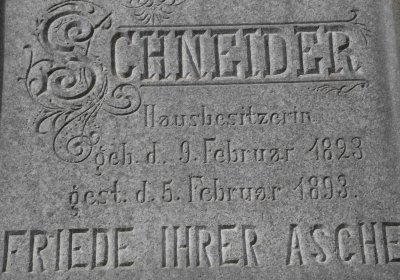 SCHNEIDER
Hausbesitzerin.
geb. d. 9. Februar 1823
gest. d. 5. Februar 1893.
FRIEDE IHRER ASCHE